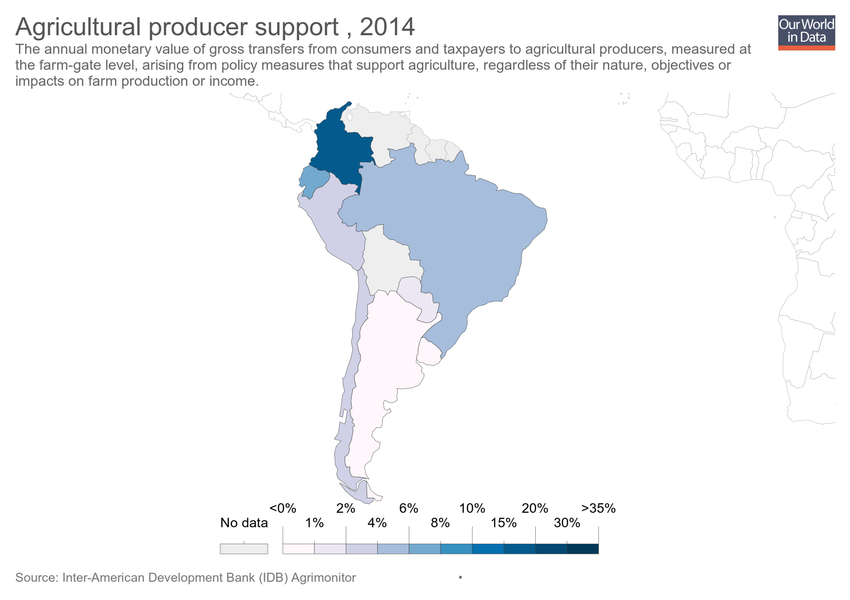 Agricultural producer support , 2014
Our World
in Data
The annual monetary value of gross transfers from consumers and taxpayers to agricultural producers, measured at
the farm-gate level, arising from policy measures that support agriculture, regardless of their nature, objectives or
impacts on farm production or income.
<0% 2% 6% 10% 20% >35%
No data 1% 4% 8% 15% 30%
Source: Inter-American Development Bank (IDB) Agrimonitor
•